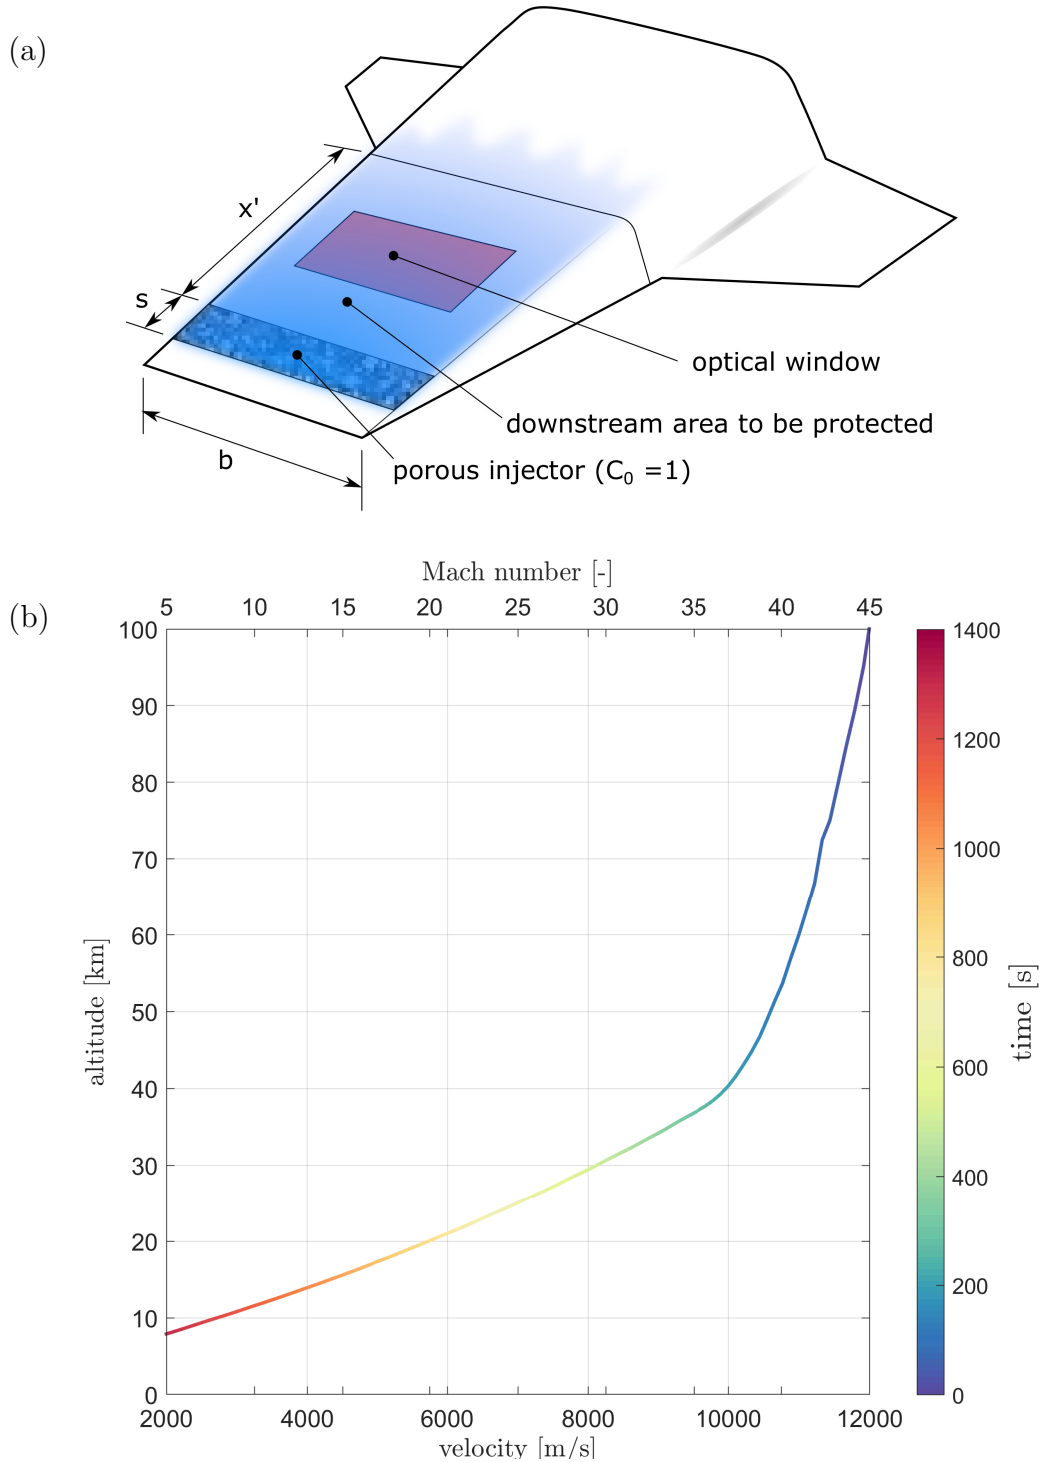 (a)
x'
s
b
optical window
downstream area to be protected
porous injector (C₀ =1)
(b)
Mach number [-]
5 10 15 20 25 30 35 40 45
100
90
80
70
60
50
40
30
20
10
0
altitude [km]
2000 4000 6000 8000 10000 12000
velocity [m/s]
1400
1200
1000
800
600
400
200
0
time [s]